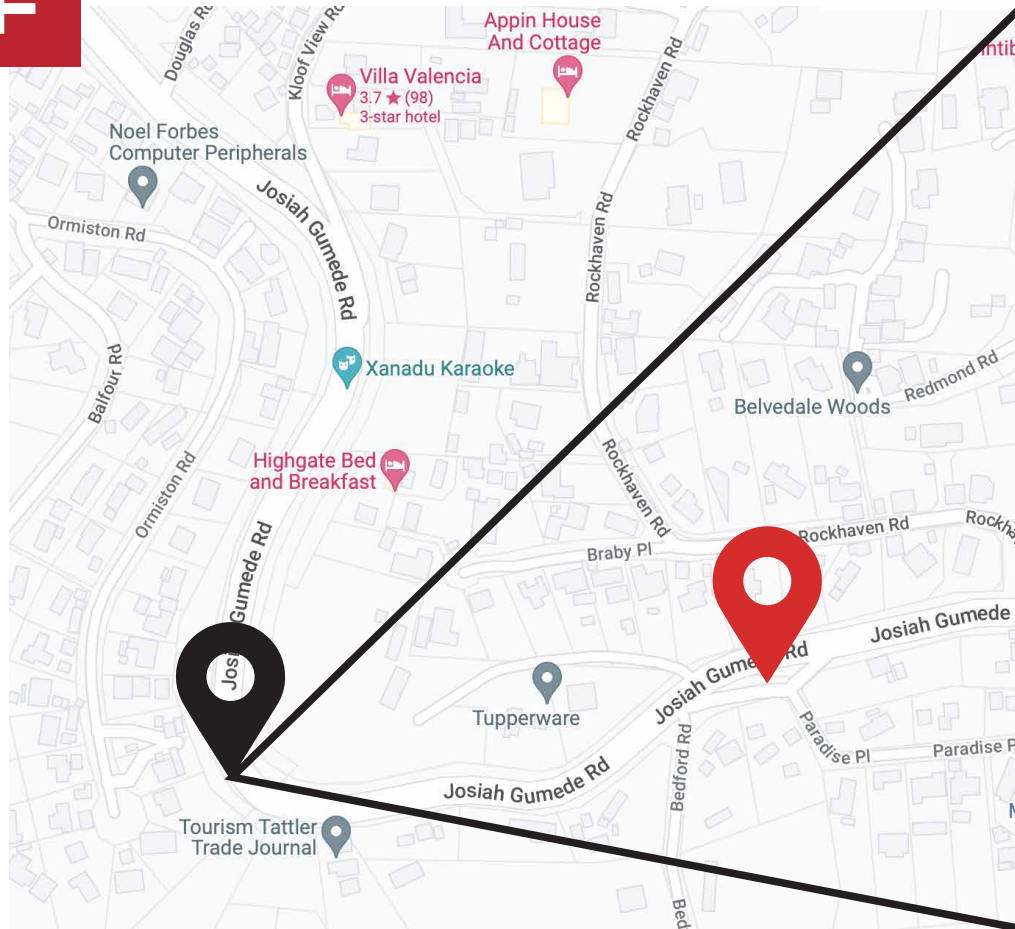 F
Appin House
And Cottage
Douglas Rd
Kloof View Rd
Villa Valencia
3.7 ★ (98)
3-star hotel
Rockhaven Rd
Noel Forbes
Computer Peripherals
Josiah Gumede Rd
Ormiston Rd
Rockhaven Rd
Balfour Rd
Xanadu Karaoke
Redmond Rd
Belvedale Woods
Highgate Bed
and Breakfast
Ormiston Rd
Rockhaven Rd
Rockhaven Rd
Braby Pl
Josiah Gumede Rd
Josiah Gumede
Josiah Gumede Rd
Tupperware
Paradise Pl
Paradise P
Bedford Rd
Josiah Gumede Rd
Tourism Tattler
Trade Journal
Bed